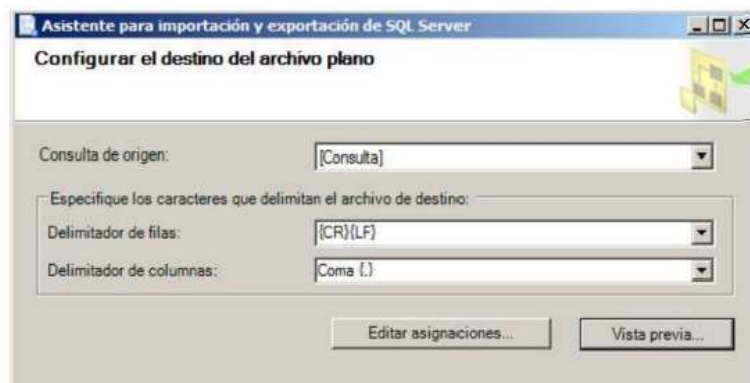 Asistente para importación y exportación de SQL Server
Configurar el destino del archivo plano
Consulta de origen: [Consulta]
Especifique los caracteres que delimitan el archivo de destino:
Delimitador de filas: {CR}{LF}
Delimitador de columnas: Coma {,}
Editar asignaciones... Vista previa...